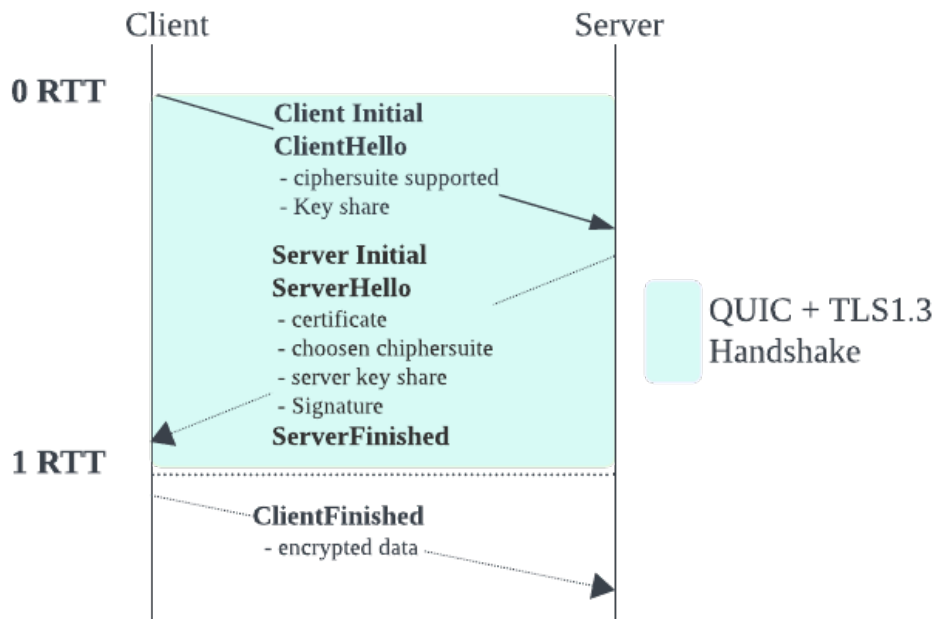 Client
Server
0 RTT
Client Initial
ClientHello
- ciphersuite supported
- Key share
Server Initial
ServerHello
- certificate
- choosen chiphersuite
- server key share
- Signature
ServerFinished
QUIC + TLS1.3
Handshake
1 RTT
ClientFinished
- encrypted data